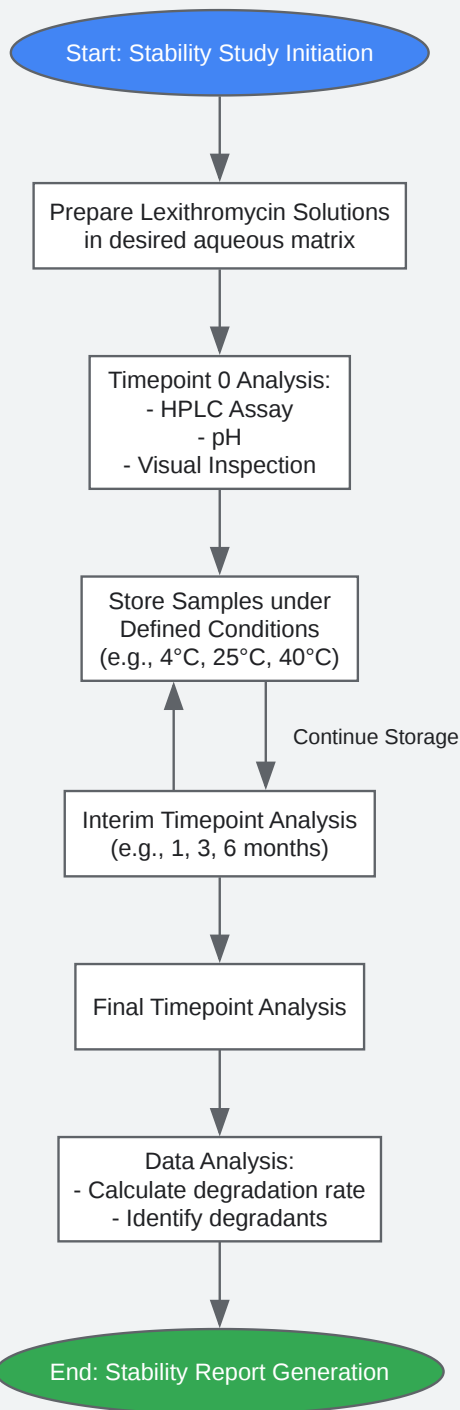 Start: Stability Study Initiation
Prepare Lexithromycin Solutions
in desired aqueous matrix
Timepoint 0 Analysis:
- HPLC Assay
- pH
- Visual Inspection
Store Samples under
Defined Conditions
(e.g., 4°C, 25°C, 40°C)
Continue Storage
Interim Timepoint Analysis
(e.g., 1, 3, 6 months)
Final Timepoint Analysis
Data Analysis:
- Calculate degradation rate
- Identify degradants
End: Stability Report Generation